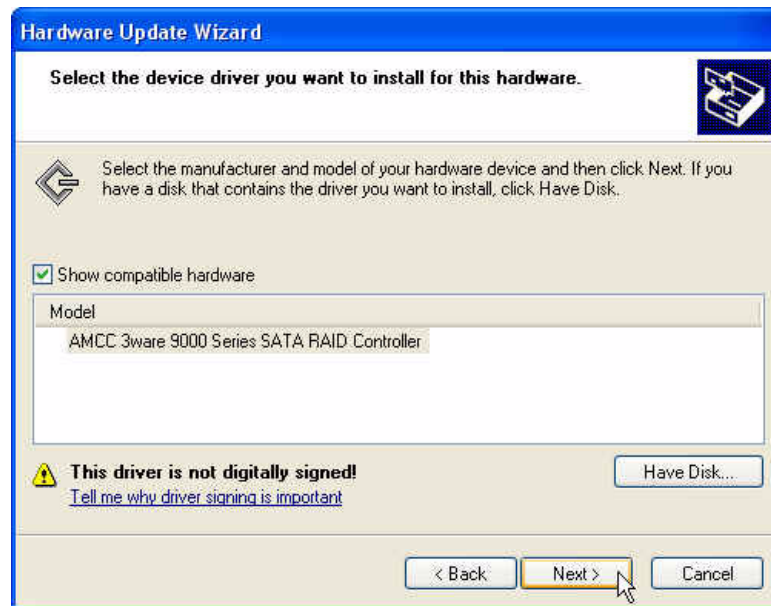 Hardware Update Wizard
Select the device driver you want to install for this hardware.
Select the manufacturer and model of your hardware device and then click Next. If you
have a disk that contains the driver you want to install, click Have Disk.
Show compatible hardware
Model
AMCC 3ware 9000 Series SATA RAID Controller
This driver is not digitally signed!
Have Disk...
Tell me why driver signing is important
< Back
Next >
Cancel